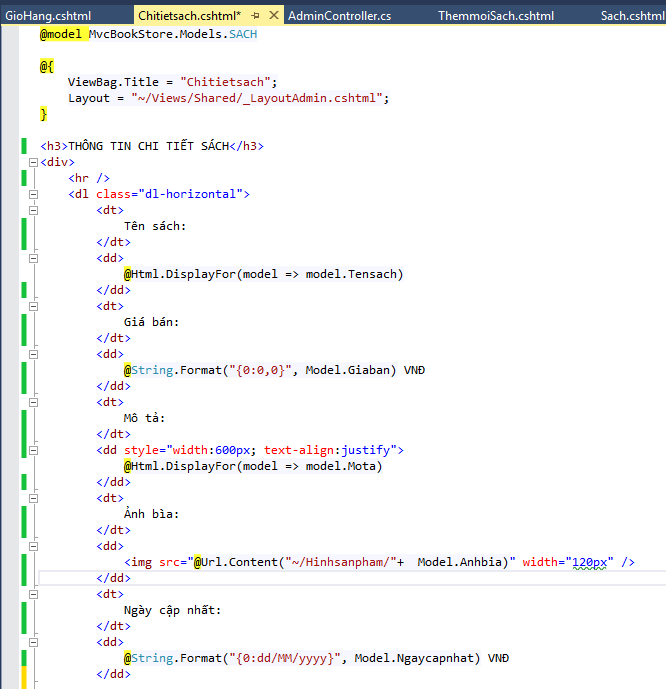 GioHang.cshtml Chitietsach.cshtml* AdminController.cs ThemmoiSach.cshtml Sach.cshtml
@model MvcBookStore.Models.SACH
@{
ViewBag.Title = "Chitietsach";
Layout = "~/Views/Shared/_LayoutAdmin.cshtml";
}
<h3>THÔNG TIN CHI TIẾT SÁCH</h3>
<div>
<hr />
<dl class="dl-horizontal">
<dt>
Tên sách:
</dt>
<dd>
@Html.DisplayFor(model => model.Tensach)
</dd>
<dt>
Giá bán:
</dt>
<dd>
@String.Format("{0:0,0}", Model.Giaban) VNĐ
</dd>
<dt>
Mô tả:
</dt>
<dd style="width:600px; text-align:justify">
@Html.DisplayFor(model => model.Mota)
</dd>
<dt>
Ảnh bìa:
</dt>
<dd>
<img src="@Url.Content("~/Hinhsanpham/"+  Model.Anhbia)" width="120px" />
</dd>
<dt>
Ngày cập nhất:
</dt>
<dd>
@String.Format("{0:dd/MM/yyyy}", Model.Ngaycapnhat) VNĐ
</dd>